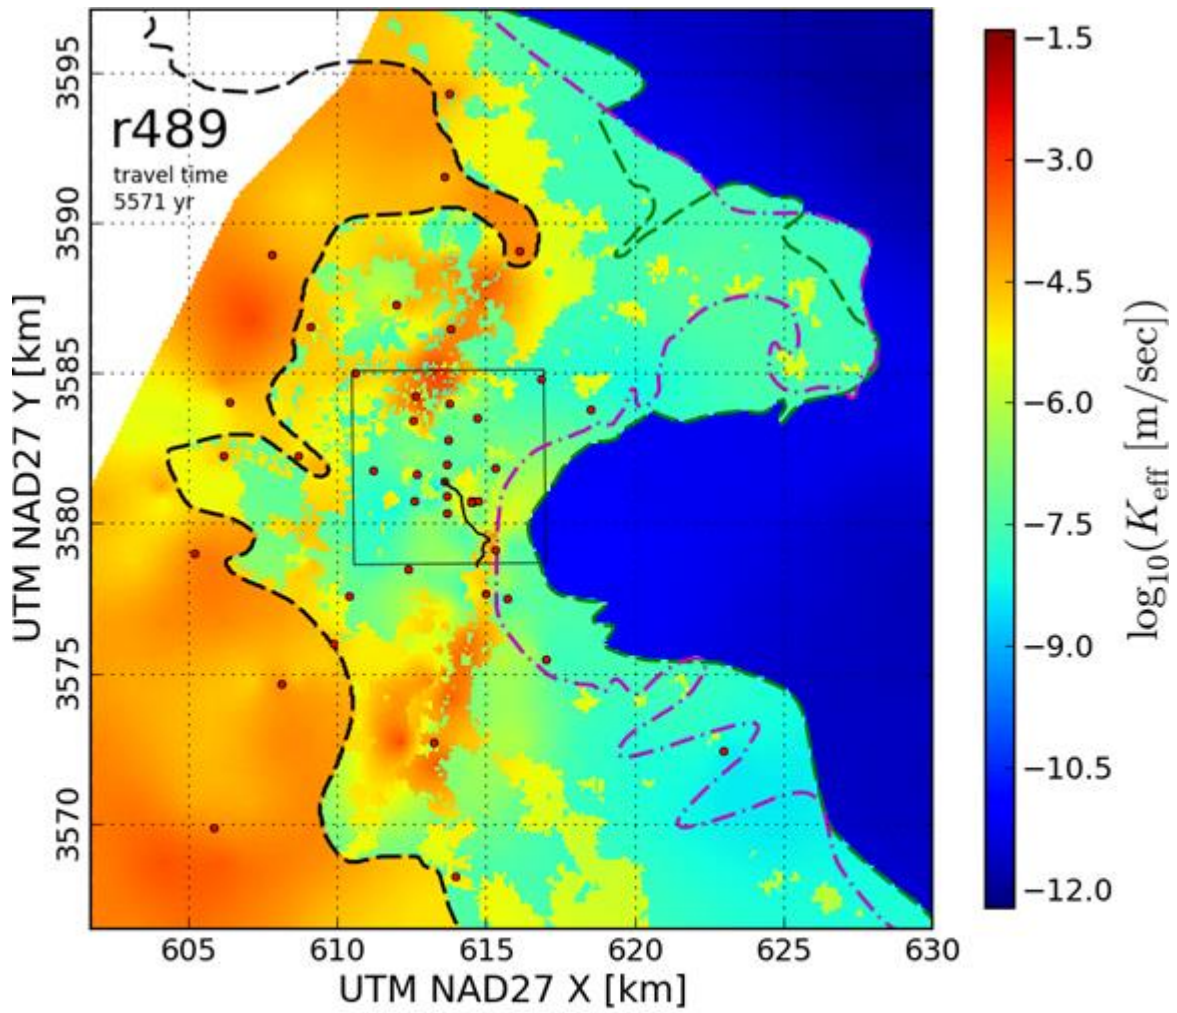 r489
travel time
5571 yr
3595
3590
3585
3580
3575
3570
UTM NAD27 Y [km]
605 610 615 620 625 630
UTM NAD27 X [km]
−1.5
−3.0
−4.5
−6.0
−7.5
−9.0
−10.5
−12.0
log₁₀(K_eff [m/sec])